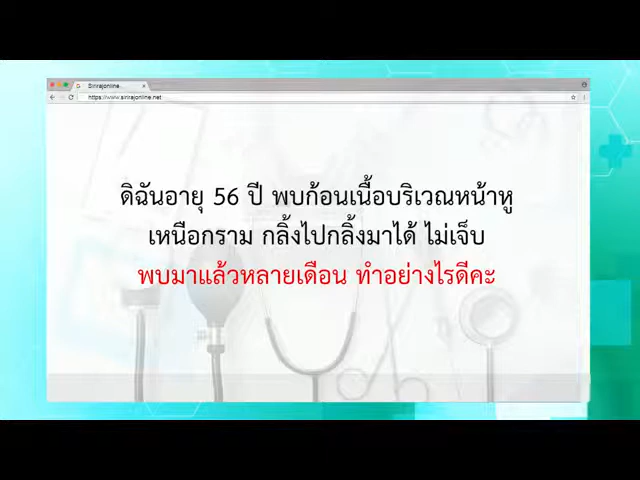 Sirirajonline
https://www.sirirajonline.net
ดิฉันอายุ 56 ปี พบก้อนเนื้อบริเวณหน้าหู
เหนือกราม กลิ้งไปกลิ้งมาได้ ไม่เจ็บ
พบมาแล้วหลายเดือน ทำอย่างไรดีคะ